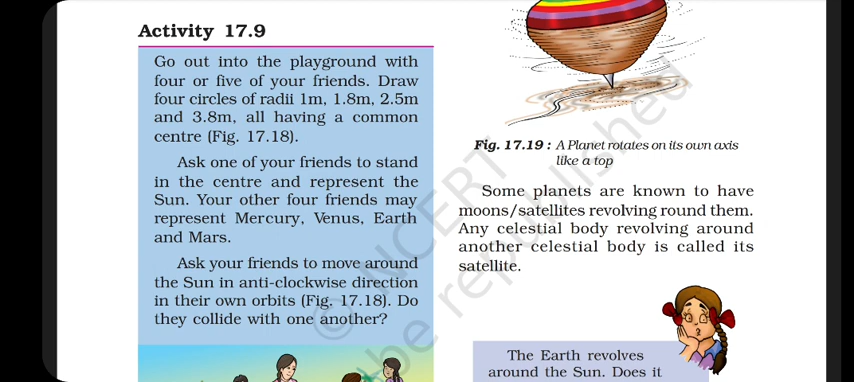 Activity 17.9
Go out into the playground with
four or five of your friends. Draw
four circles of radii 1m, 1.8m, 2.5m
and 3.8m, all having a common
centre (Fig. 17.18).
Ask one of your friends to stand
in the centre and represent the
Sun. Your other four friends may
represent Mercury, Venus, Earth
and Mars.
Ask your friends to move around
the Sun in anti-clockwise direction
in their own orbits (Fig. 17.18). Do
they collide with one another?
Fig. 17.19 : A Planet rotates on its own axis
like a top
Some planets are known to have
moons/satellites revolving round them.
Any celestial body revolving around
another celestial body is called its
satellite.
The Earth revolves
around the Sun. Does it
© NCERT
be republished